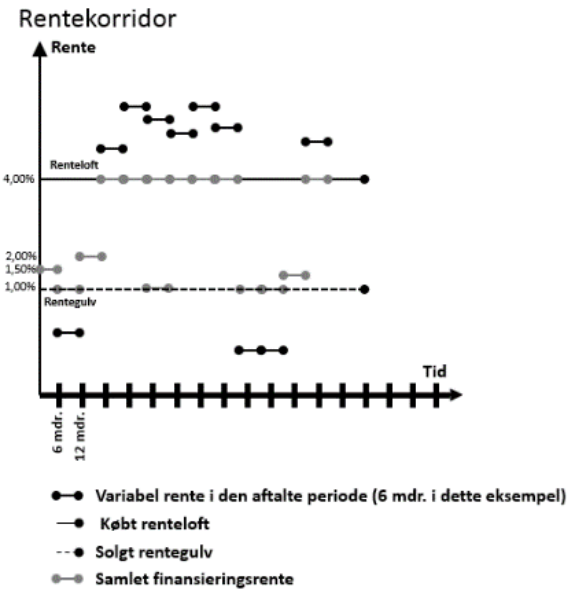 Rentekorridor
Rente
Renteloft
4,00%
2,00%
1,50%
1,00%
Rentegulv
Tid
6 mdr.
12 mdr.
Variabel rente i den aftalte periode (6 mdr. i dette eksempel)
Købt renteloft
Solgt rentegulv
Samlet finansieringsrente